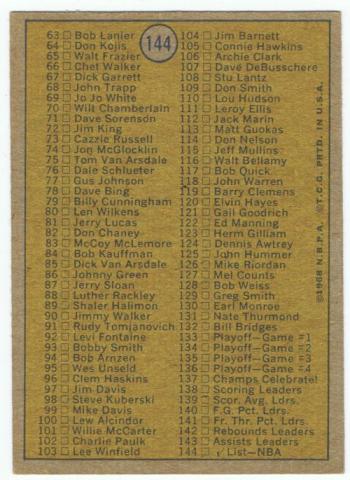 144
63 □ Bob Lanier
64 □ Don Kojis
65 □ Walt Frazier
66 □ Chet Walker
67 □ Dick Garrett
68 □ John Trapp
69 □ Jo Jo White
70 □ Wilt Chamberlain
71 □ Dave Sorenson
72 □ Jim King
73 □ Cazzie Russell
74 □ Jon McGlocklin
75 □ Tom Van Arsdale
76 □ Dale Schlueter
77 □ Gus Johnson
78 □ Dave Bing
79 □ Billy Cunningham
80 □ Len Wilkens
81 □ Jerry Lucas
82 □ Don Chaney
83 □ McCoy McLemore
84 □ Bob Kauffman
85 □ Dick Van Arsdale
86 □ Johnny Green
87 □ Jerry Sloan
88 □ Luther Rackley
89 □ Shaler Halimon
90 □ Jimmy Walker
91 □ Rudy Tomjanovich
92 □ Levi Fontaine
93 □ Bobby Smith
94 □ Bob Arnzen
95 □ Wes Unseld
96 □ Clem Haskins
97 □ Jim Davis
98 □ Steve Kuberski
99 □ Mike Davis
100 □ Lew Alcindor
101 □ Willie McCarter
102 □ Charlie Paulk
103 □ Lee Winfield
104 □ Jim Barnett
105 □ Connie Hawkins
106 □ Archie Clark
107 □ Dave DeBusschere
108 □ Stu Lantz
109 □ Don Smith
110 □ Lou Hudson
111 □ Leroy Ellis
112 □ Jack Marin
113 □ Matt Guokas
114 □ Don Nelson
115 □ Jeff Mullins
116 □ Walt Bellamy
117 □ Bob Quick
118 □ John Warren
119 □ Barry Clemens
120 □ Elvin Hayes
121 □ Gail Goodrich
122 □ Ed Manning
123 □ Herm Gilliam
124 □ Dennis Awtrey
125 □ John Hummer
126 □ Mike Riordan
127 □ Mel Counts
128 □ Bob Weiss
129 □ Greg Smith
130 □ Earl Monroe
131 □ Nate Thurmond
132 □ Bill Bridges
133 □ Playoff—Game #1
134 □ Playoff—Game #2
135 □ Playoff—Game #3
136 □ Playoff—Game #4
137 □ Champs Celebrate!
138 □ Scoring Leaders
139 □ Scor. Avg. Ldrs.
140 □ F.G. Pct. Ldrs.
141 □ Fr. Thr. Pct. Ldrs.
142 □ Rebounds Leaders
143 □ Assists Leaders
144 □ √ List—NBA
©1968 N.B.P.A. ©T.C.G. PRTD. IN U.S.A.